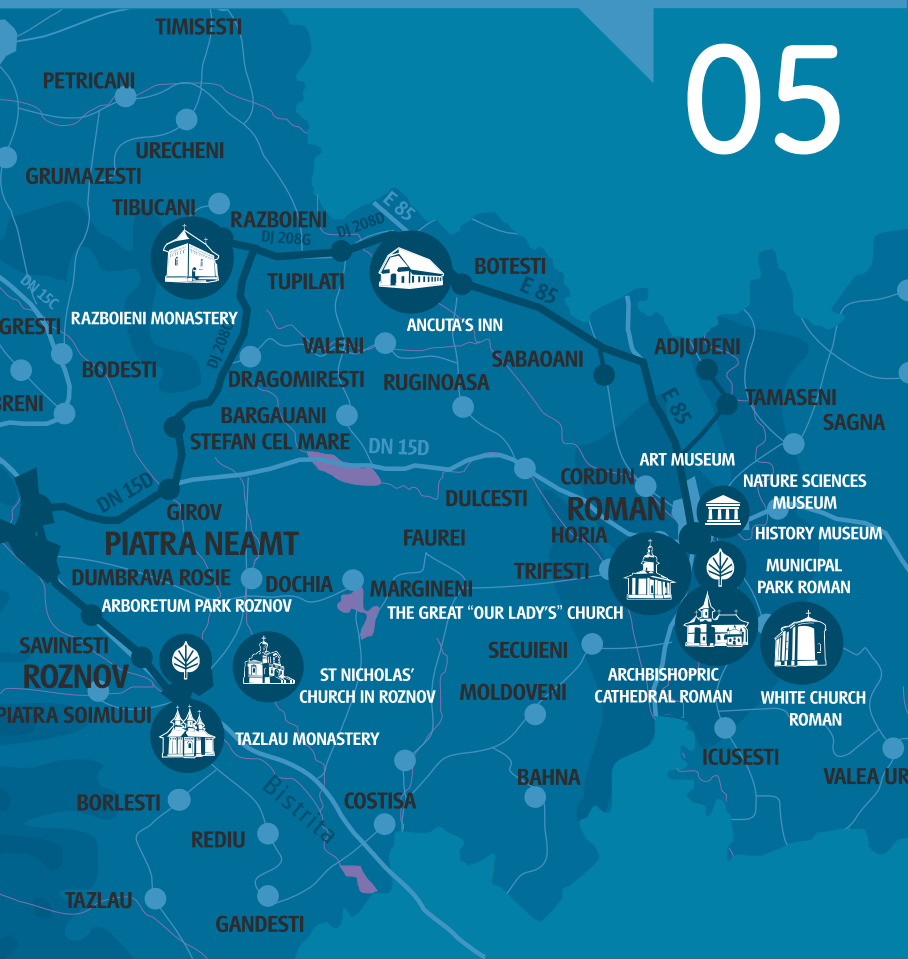 TIMISESTI
05
PETRICANI
URECHENI
GRUMAZESTI
TIBUCANI
E 85
RAZBOIENI
DJ 208G
DJ 208D
TUPILATI
BOTESTI
E 85
DN 15C
RAZBOIENI MONASTERY
ANCUTA'S INN
GRESTI
DJ 208G
VALENI
SABAOANI
ADJUDENI
BODESTI
DRAGOMIRESTI
RUGINOASA
BRENI
E 85
TAMASENI
BARGAUANI
SAGNA
STEFAN CEL MARE
DN 15D
ART MUSEUM
DN 15D
CORDUN
NATURE SCIENCES
MUSEUM
DULCESTI
ROMAN
GIROV
HORIA
HISTORY MUSEUM
PIATRA NEAMT
FAUREI
TRIFESTI
MUNICIPAL
PARK ROMAN
DUMBRAVA ROSIE
DOCHIA
MARGINENI
ARBORETUM PARK ROZNOV
THE GREAT “OUR LADY’S” CHURCH
SAVINESTI
SECUIENI
ROZNOV
ST NICHOLAS’
CHURCH IN ROZNOV
ARCHBISHOPRIC
CATHEDRAL ROMAN
MOLDOVENI
WHITE CHURCH
ROMAN
PIATRA SOIMULUI
TAZLAU MONASTERY
ICUSESTI
BAHNA
VALEA UR
Bistrita
BORLESTI
COSTISA
REDIU
TAZLAU
GANDESTI